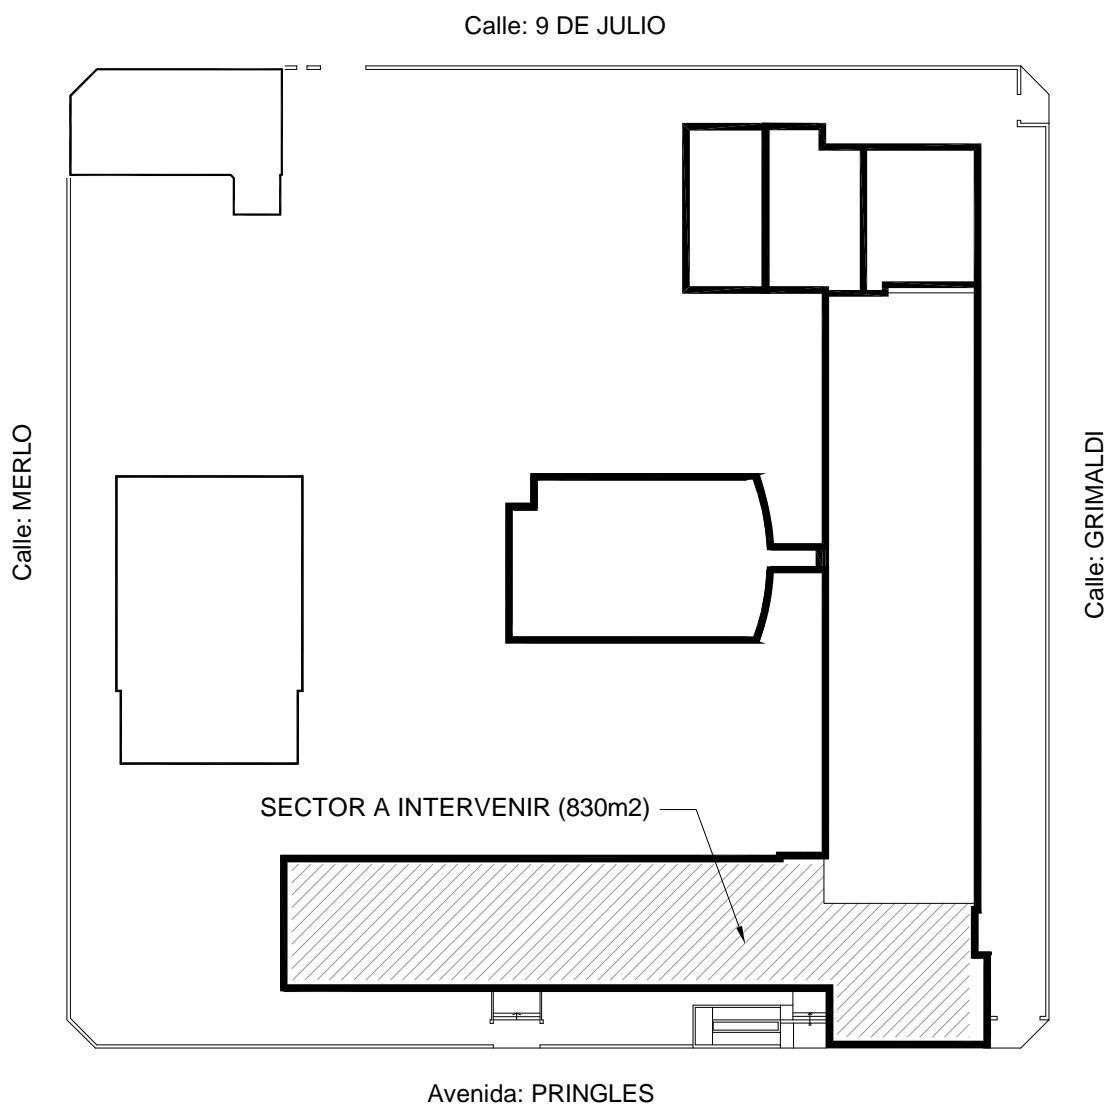 Calle: 9 DE JULIO
Calle: MERLO
Calle: GRIMALDI
SECTOR A INTERVENIR (830m2)
Avenida: PRINGLES